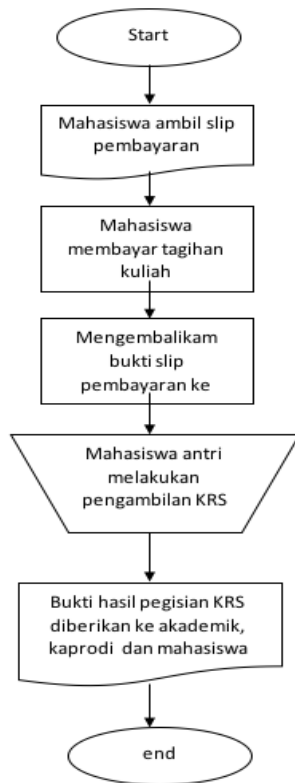 Start
Mahasiswa ambil slip
pembayaran
Mahasiswa
membayar tagihan
kuliah
Mengembalikam
bukti slip
pembayaran ke
Mahasiswa antri
melakukan
pengambilan KRS
Bukti hasil pegisian KRS
diberikan ke akademik,
kaprodi dan mahasiswa
end